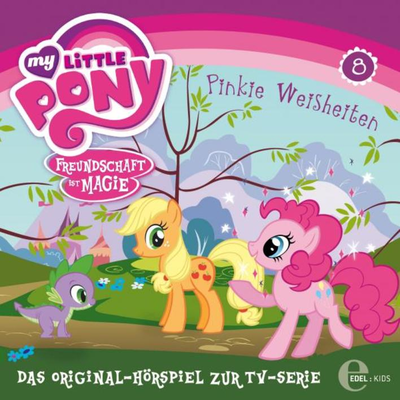 my LITTLE
PONY
FREUNDSCHAFT
IST MAGIE
8
Pinkie Weisheiten
DAS ORIGINAL-HÖRSPIEL ZUR TV-SERIE
e
EDEL:KIDS